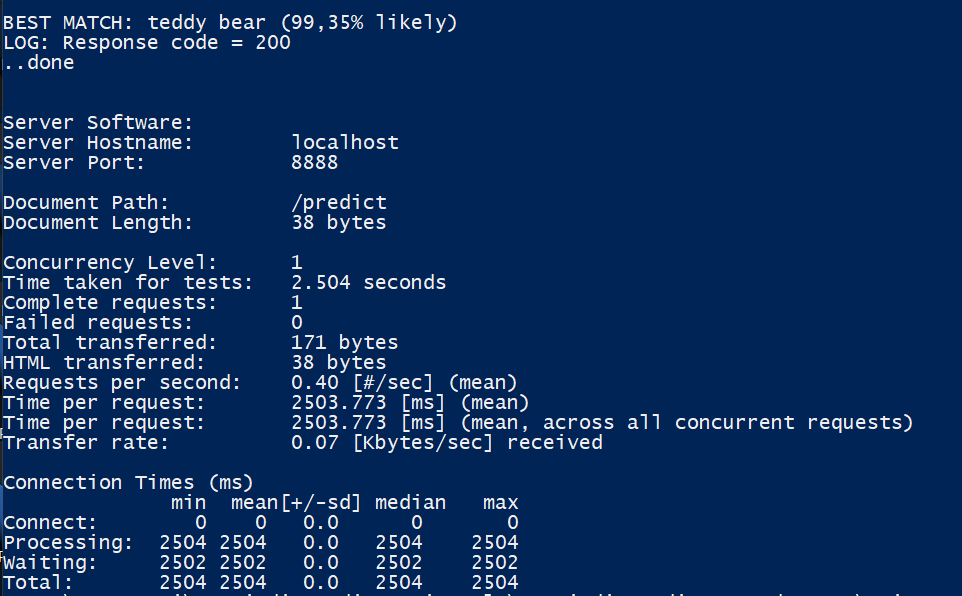 BEST MATCH: teddy bear (99,35% likely)
LOG: Response code = 200
..done
Server Software:
Server Hostname: localhost
Server Port: 8888
Document Path: /predict
Document Length: 38 bytes
Concurrency Level: 1
Time taken for tests: 2.504 seconds
Complete requests: 1
Failed requests: 0
Total transferred: 171 bytes
HTML transferred: 38 bytes
Requests per second: 0.40 [#/sec] (mean)
Time per request: 2503.773 [ms] (mean)
Time per request: 2503.773 [ms] (mean, across all concurrent requests)
Transfer rate: 0.07 [Kbytes/sec] received
Connection Times (ms)
min mean[+/-sd] median max
Connect: 0 0 0.0 0 0
Processing: 2504 2504 0.0 2504 2504
Waiting: 2502 2502 0.0 2502 2502
Total: 2504 2504 0.0 2504 2504